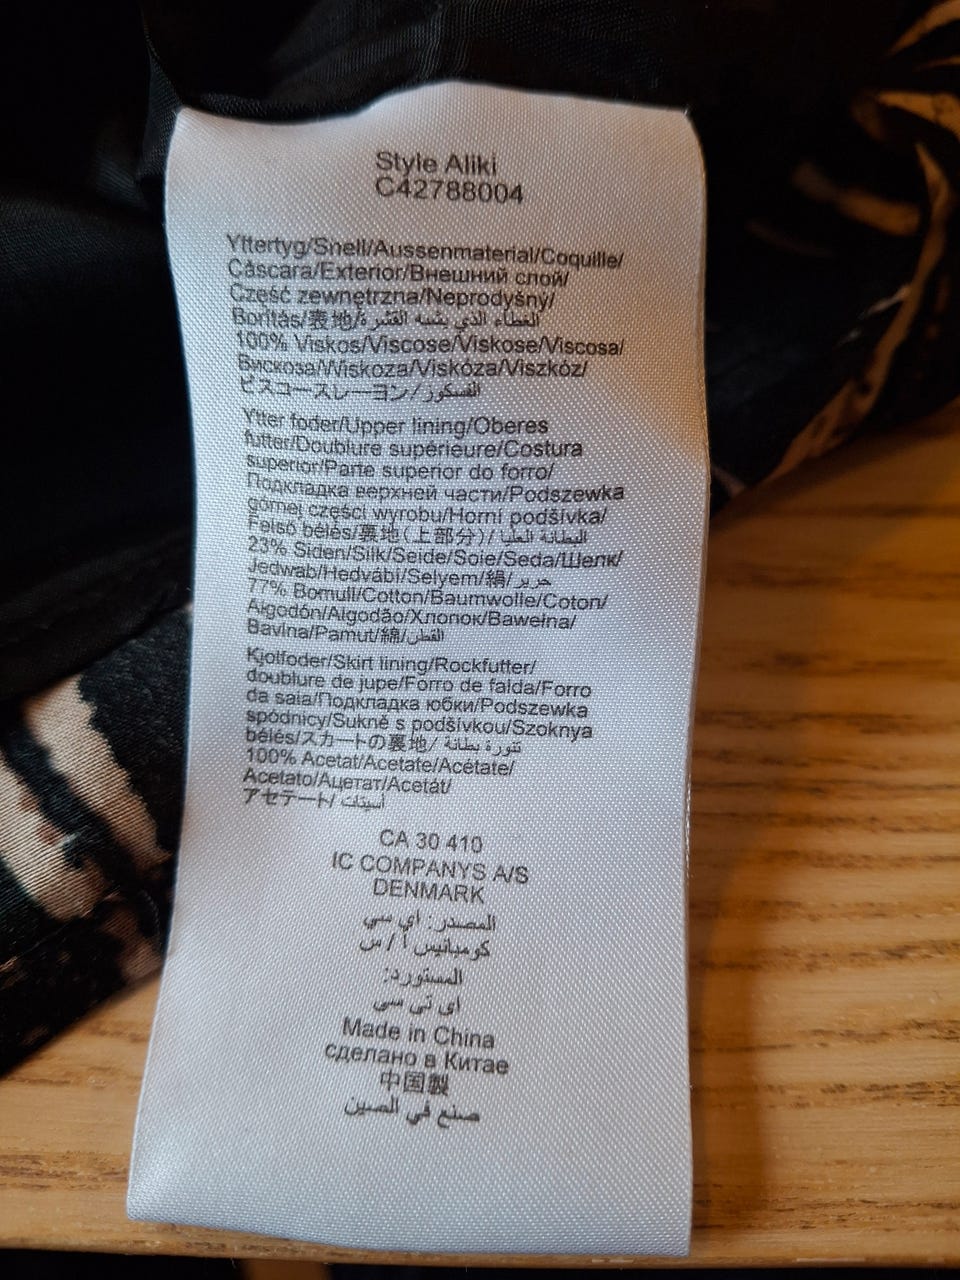 Style Aliki
C42788004
Yttertyg/Snell/Aussenmaterial/Coquille/
Cáscara/Exterior/Внешний слой/
Część zewnętrzna/Neprodyšný/
Borítás/表地/الغطاء الذي يشبه القشرة
100% Viskos/Viscose/Viskose/Viscosa/
Вискоза/Wiskoza/Viskóza/Viszkóz/
ビスコースレーヨン/الفسكوز
Ytter foder/Upper lining/Oberes
futter/Doublure supérieure/Costura
superior/Parte superior do forro/
Подкладка верхней части/Podszewka
górnej części wyrobu/Horní podšívka/
Felső bélés/裏地(上部分)/البطانة العليا
23% Siden/Silk/Seide/Soie/Seda/Шелк/
Jedwab/Hedvábí/Selyem/絹/حرير
77% Bomull/Cotton/Baumwolle/Coton/
Algodón/Algodão/Хлопок/Bawełna/
Bavlna/Pamut/綿/القطن
Kjolfoder/Skirt lining/Rockfutter/
doublure de jupe/Forro de falda/Forro
da saia/Подкладка юбки/Podszewka
spódnicy/Sukně s podšívkou/Szoknya
bélés/スカートの裏地/تنورة بطانة
100% Acetat/Acetate/Acétate/
Acetato/Ацетат/Acetát/
アセテート/أسيتات
CA 30 410
IC COMPANYS A/S
DENMARK
المصدر: اي سي
كومبانيس أ / س
المستورد:
اي تي سي
Made in China
сделано в Китае
中国製
صنع في الصين